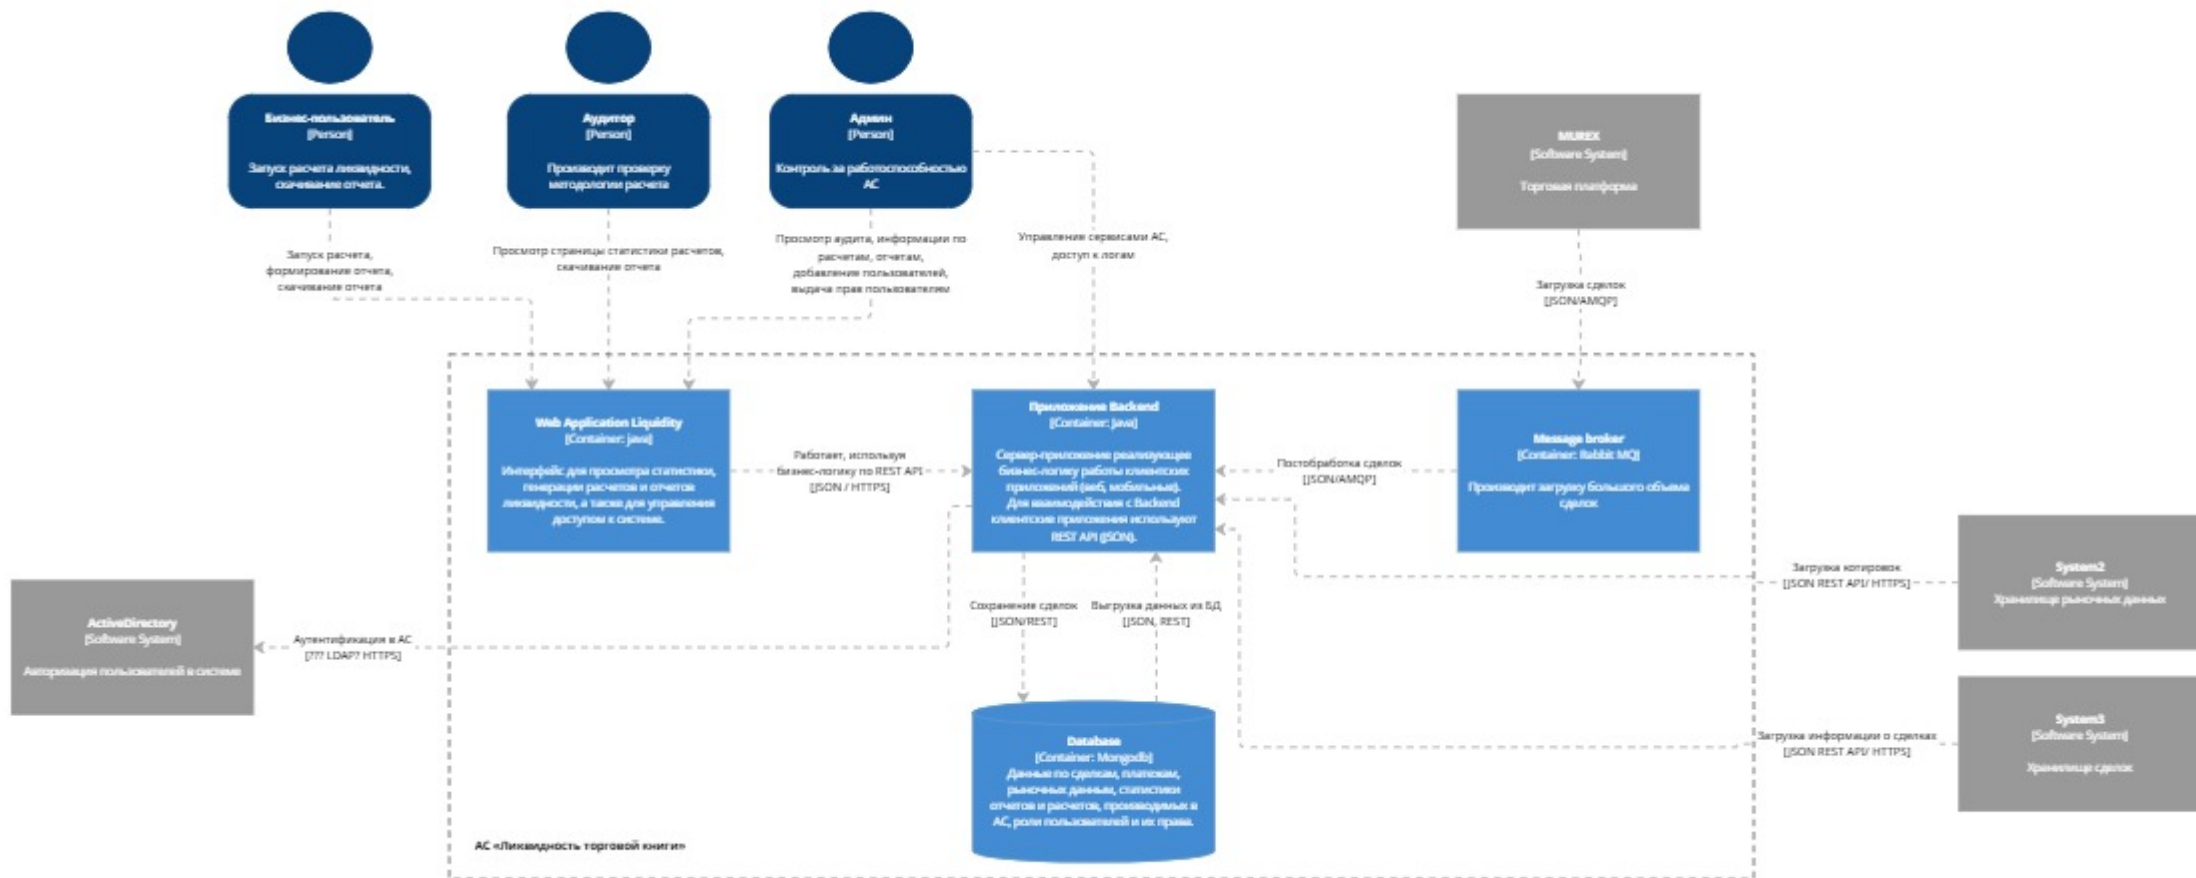 Бизнес-пользователь
[Person]
Запуск расчета ликвидности,
скачивание отчета.
Аудитор
[Person]
Производит проверку
методологии расчета
Админ
[Person]
Контроль за работоспособностью
АС
MUREX
[Software System]
Торговая платформа
Запуск расчета,
формирование отчета,
скачивание отчета
Просмотр страницы статистики расчетов,
скачивание отчета
Просмотр аудита, информации по
расчетам, отчетам,
добавление пользователей,
выдача прав пользователям
Управление сервисами АС,
доступ к логам
Загрузка сделок
[JSON/AMQP]
Web Application Liquidity
[Container: java]
Интерфейс для просмотра статистики,
генерации расчетов и отчетов
ликвидности, а также для управления
доступом к системе.
Работает, используя
бизнес-логику по REST API
[JSON / HTTPS]
Приложение Backend
[Container: Java]
Сервер-приложение реализующее
бизнес-логику работы клиентских
приложений (веб, мобильные).
Для взаимодействия с Backend
клиентские приложения используют
REST API (JSON).
Постобработка сделок
[JSON/AMQP]
Message broker
[Container: Rabbit MQ]
Производит загрузку большого объема
сделок
Загрузка котировок
[JSON REST API/ HTTPS]
System2
[Software System]
Хранилище рыночных данных
ActiveDirectory
[Software System]
Авторизация пользователей в системе
Аутентификация в АС
[??? LDAP? HTTPS]
Сохранение сделок
[JSON/REST]
Выгрузка данных из БД
[JSON, REST]
Загрузка информации о сделках
[JSON REST API/ HTTPS]
System3
[Software System]
Хранилище сделок
Database
[Container: Mongodb]
Данные по сделкам, платежам,
рыночных данным, статистики
отчетов и расчетов, производимых в
АС, роли пользователей и их права.
АС «Ликвидность торговой книги»